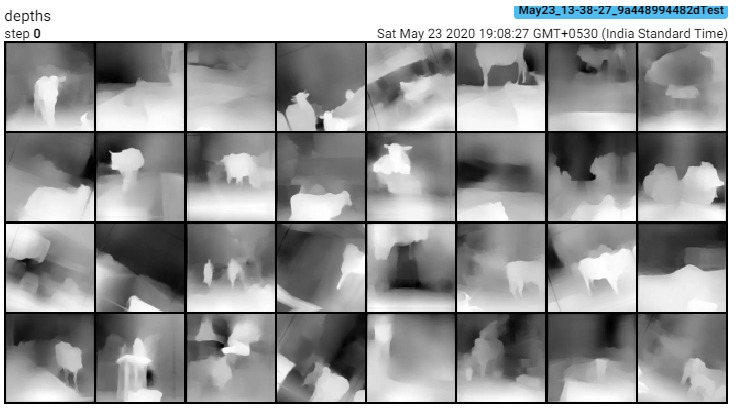 May23_13-38-27_9a448994482dTest
depths
step 0
Sat May 23 2020 19:08:27 GMT+0530 (India Standard Time)